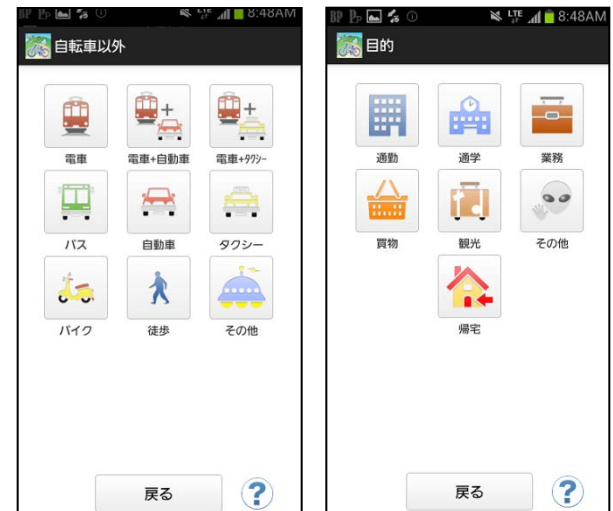 LTE 8:48AM
自転車以外
電車 電車+自動車 電車+タクシー
バス 自動車 タクシー
バイク 徒歩 その他
戻る ?
LTE 8:48AM
目的
通勤 通学 業務
買物 観光 その他
帰宅
戻る ?